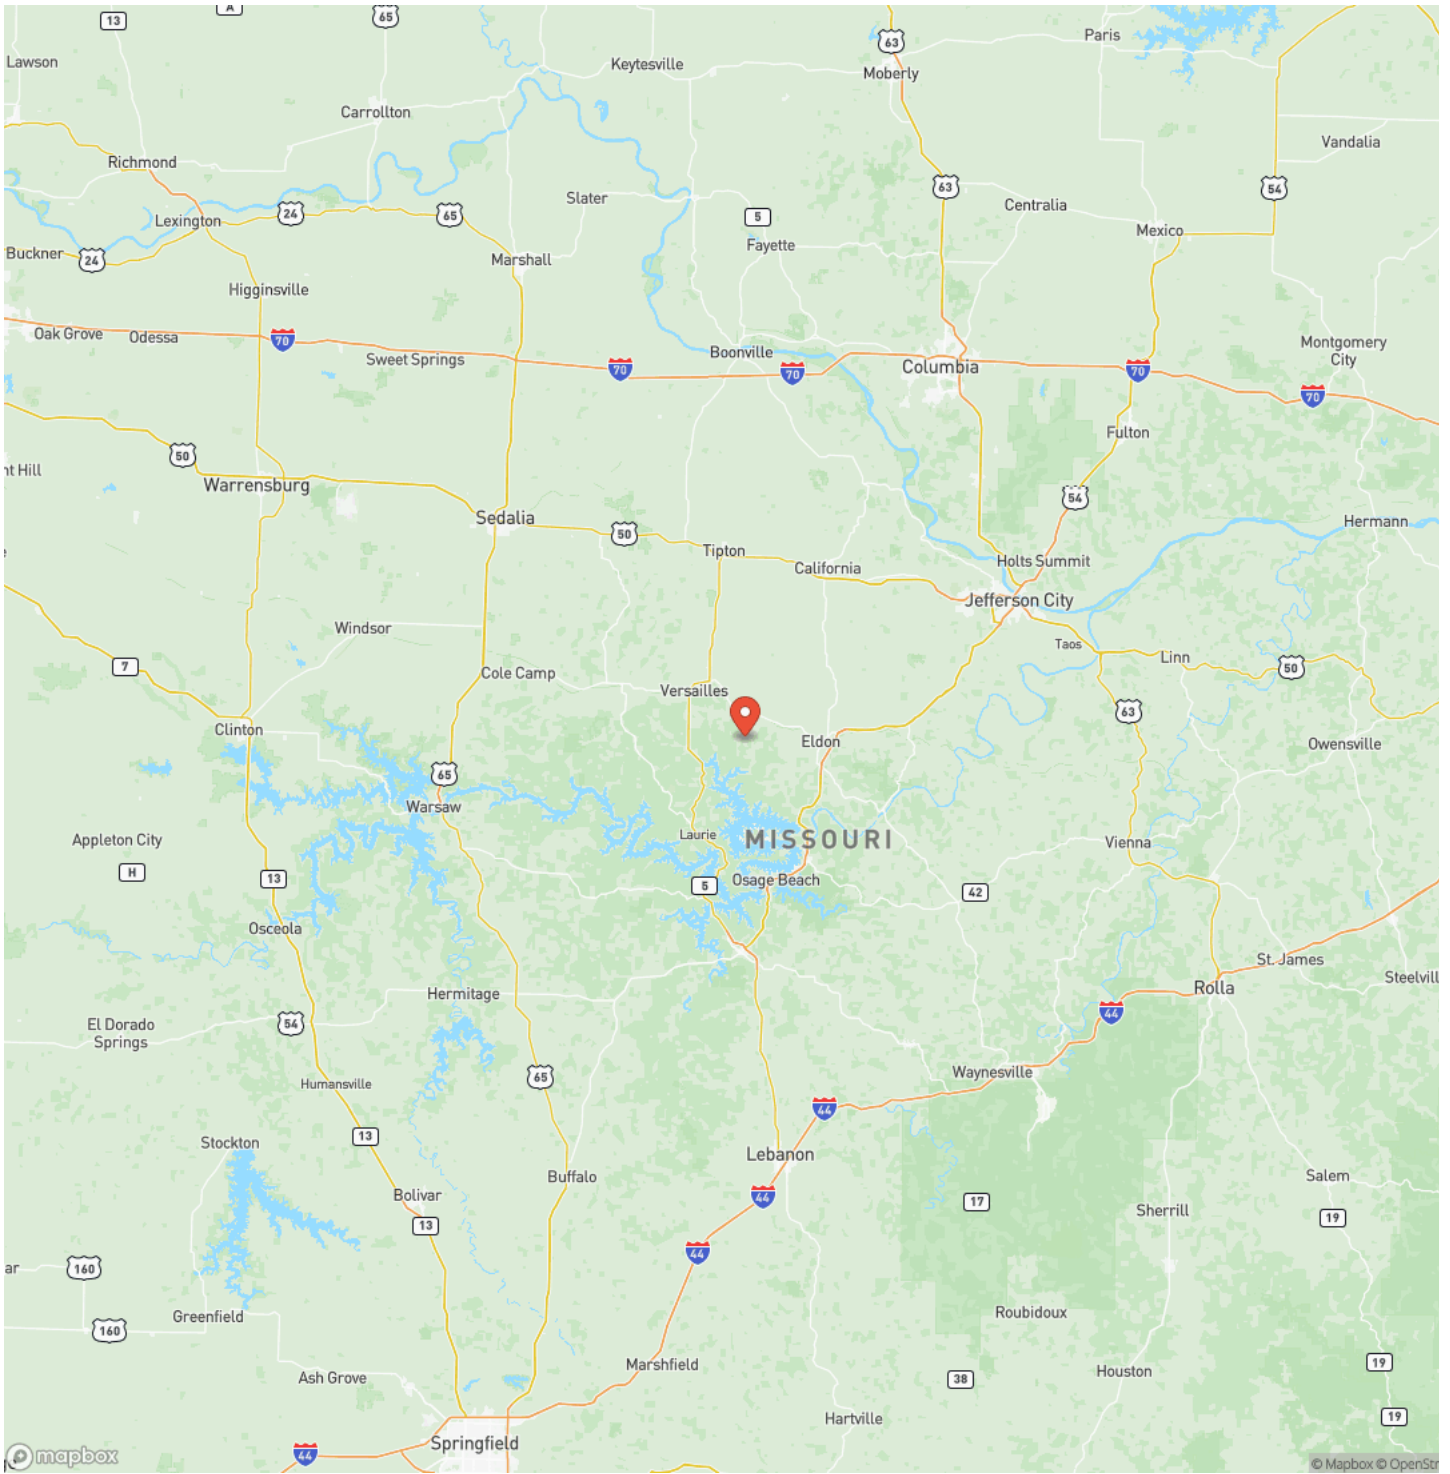 A
13
65
63
Paris
Lawson
Keytesville
Moberly
Carrollton
Vandalia
Richmond
63
54
Slater
Centralia
Lexington
24
65
5
Mexico
Buckner
24
Fayette
Marshall
Higginsville
Oak Grove
Odessa
70
Sweet Springs
70
Boonville
70
Columbia
70
Montgomery
City
70
Fulton
50
nt Hill
Warrensburg
54
Sedalia
50
Hermann
Tipton
California
Holts Summit
Jefferson City
Windsor
Taos
Linn
50
7
Cole Camp
Versailles
63
Clinton
Eldon
Owensville
65
Warsaw
Laurie
MISSOURI
Vienna
Appleton City
H
13
5
Osage Beach
42
Osceola
St. James
Steelvil
Hermitage
Rolla
El Dorado
Springs
54
44
65
Humansville
Waynesville
44
13
Stockton
Lebanon
Buffalo
Salem
Bolivar
44
17
Sherrill
19
13
44
ar
160
Greenfield
Roubidoux
160
Marshfield
19
Ash Grove
38
Houston
Hartville
19
Springfield
44
mapbox
© Mapbox © OpenStr